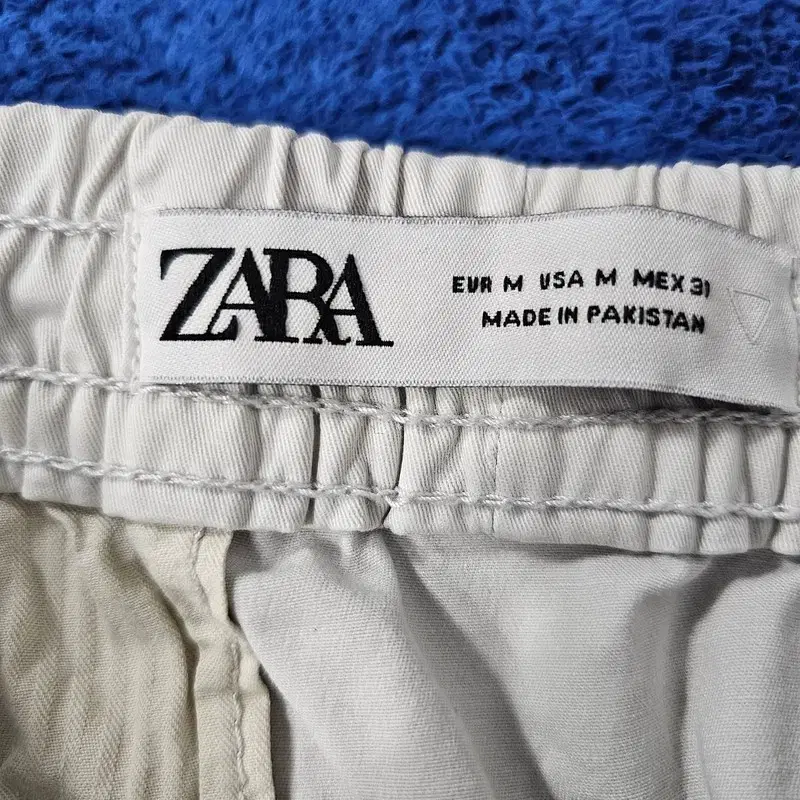 ZARA
EUR M USA M MEX 31
MADE IN PAKISTAN